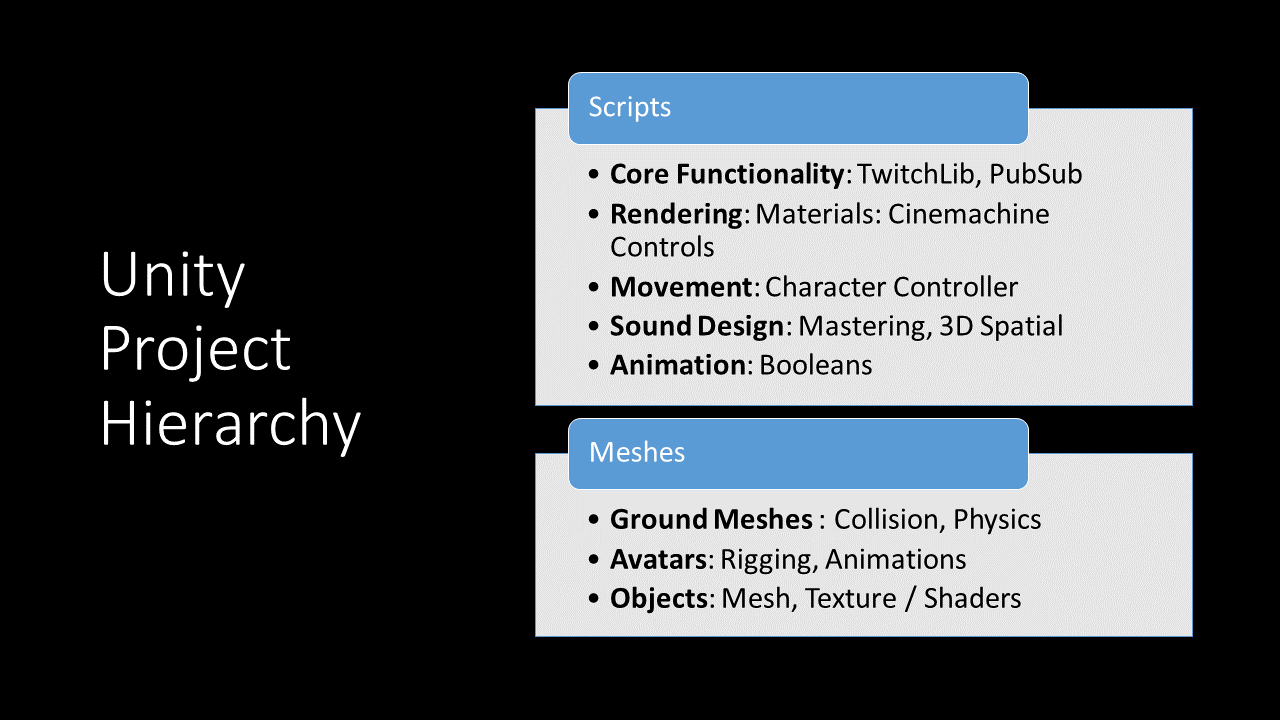 Unity
Project
Hierarchy
Scripts
• Core Functionality: TwitchLib, PubSub
• Rendering: Materials: Cinemachine
Controls
• Movement: Character Controller
• Sound Design: Mastering, 3D Spatial
• Animation: Booleans
Meshes
• Ground Meshes : Collision, Physics
• Avatars: Rigging, Animations
• Objects: Mesh, Texture / Shaders